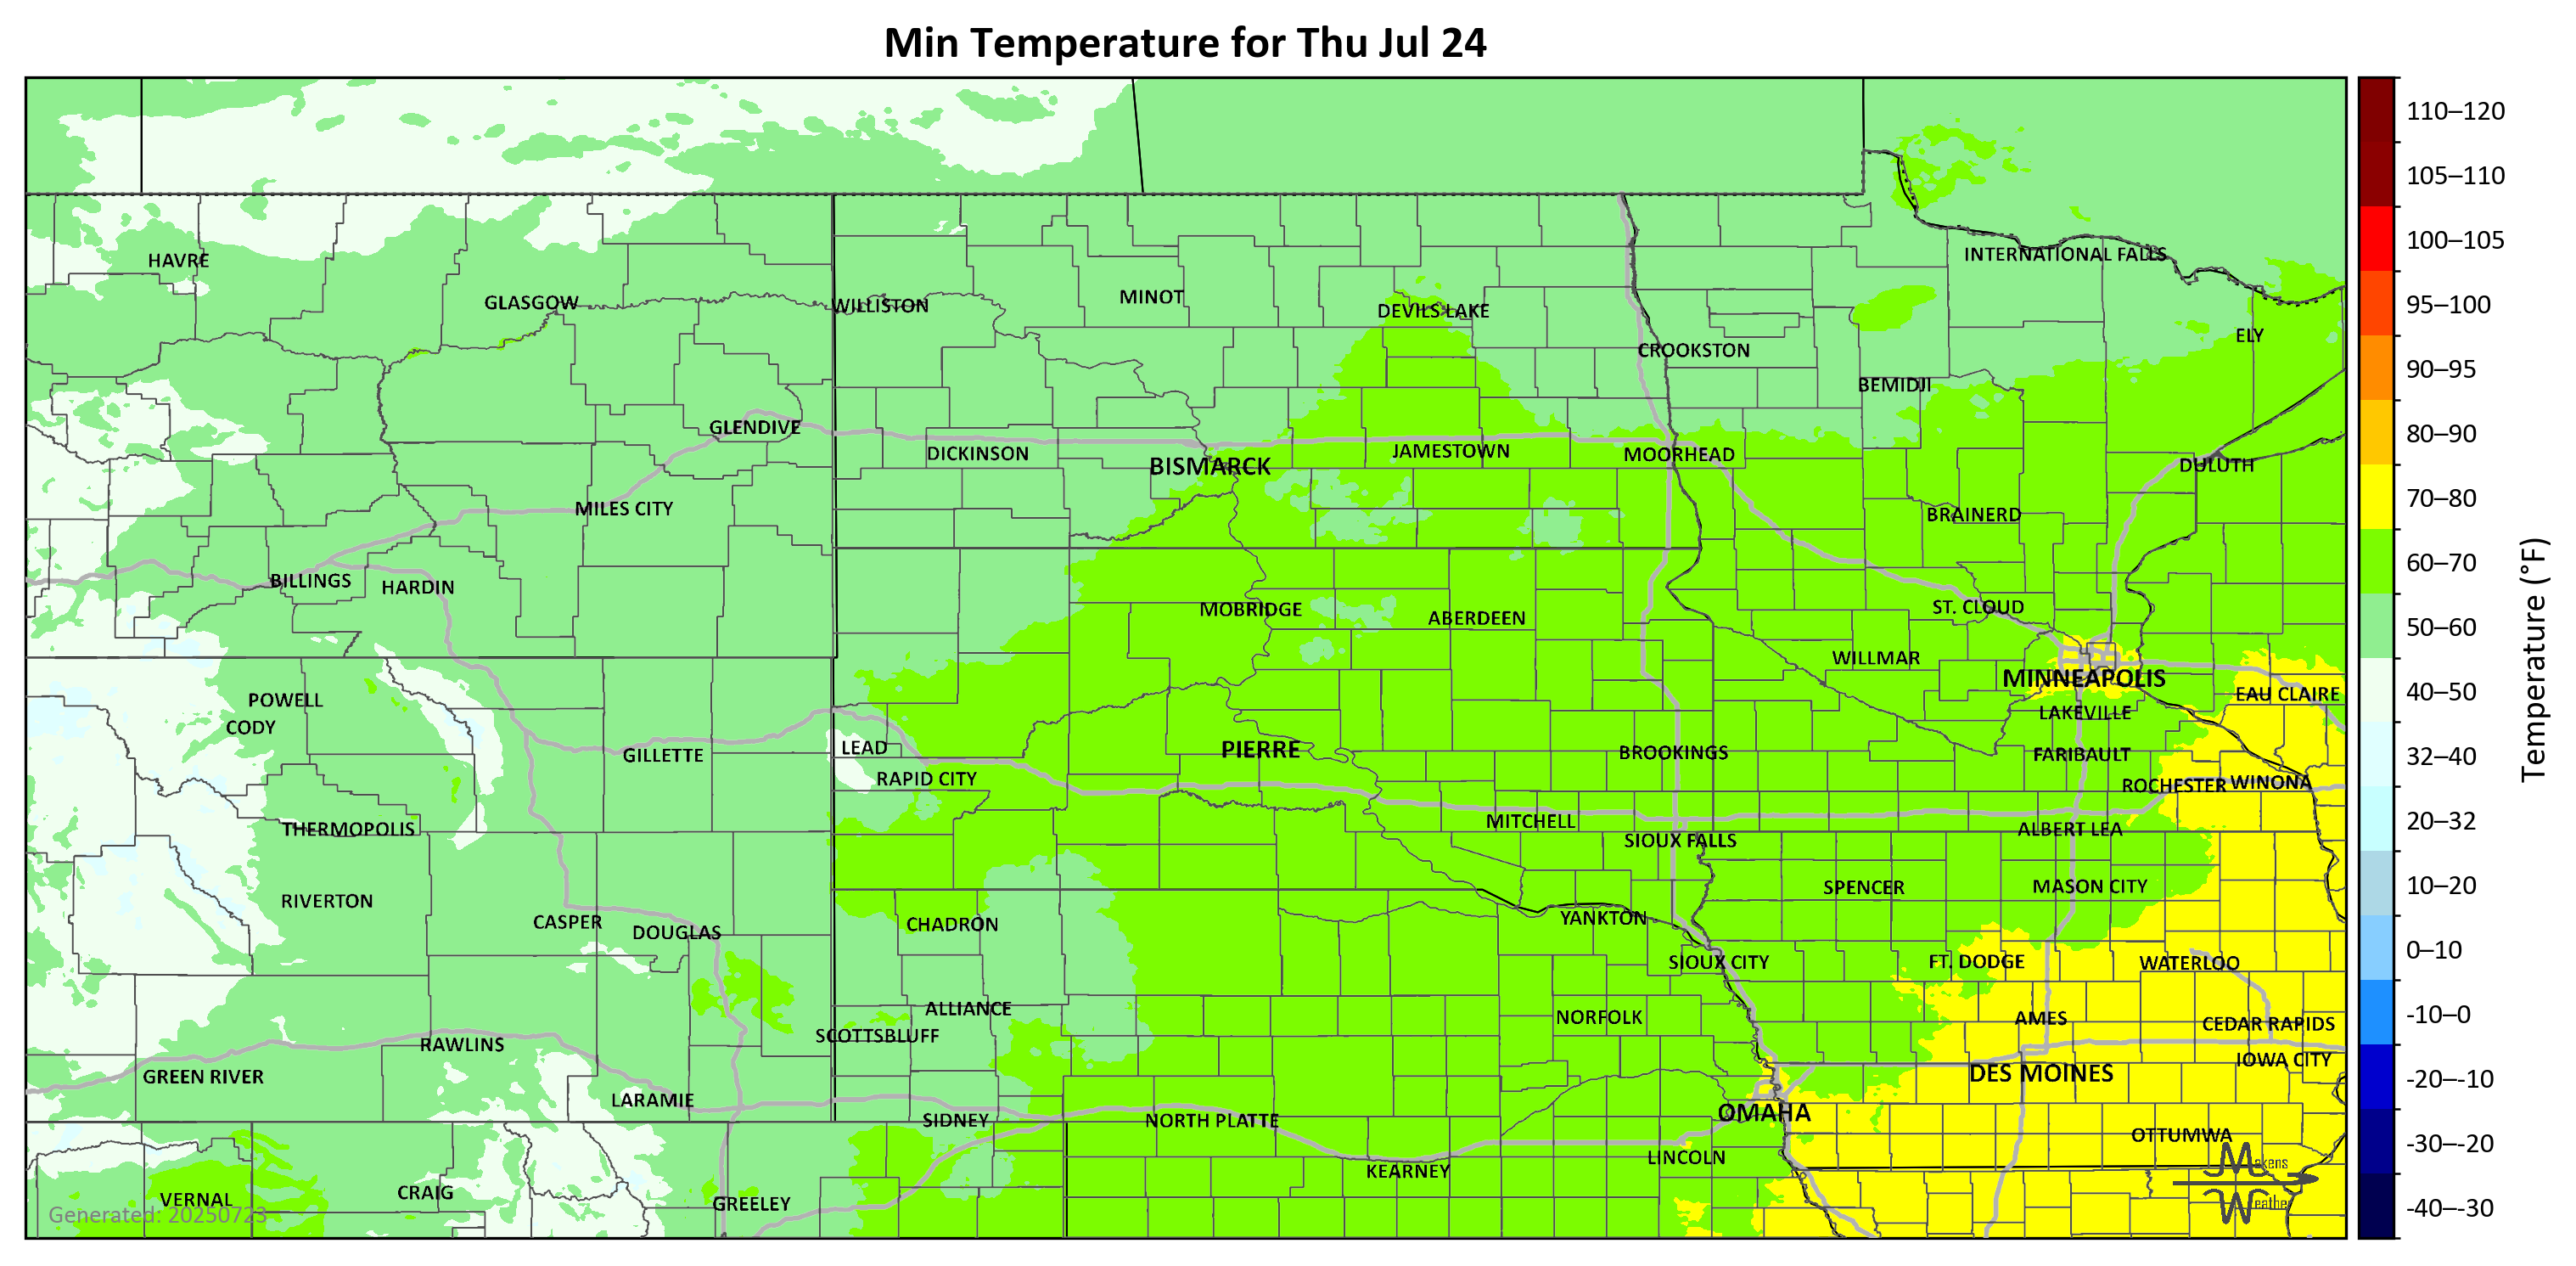 Min Temperature for Thu Jul 24
110–120
105–110
100–105
95–100
90–95
80–90
70–80
60–70
50–60
40–50
32–40
20–32
10–20
0–10
-10–0
-20–-10
-30–-20
-40–-30
Temperature (°F)
INTERNATIONAL FALLS
HAVRE
GLASGOW
WILLISTON
MINOT
DEVILS LAKE
ELY
CROOKSTON
BEMIDJI
GLENDIVE
DICKINSON
BISMARCK
JAMESTOWN
MOORHEAD
DULUTH
MILES CITY
BRAINERD
BILLINGS
HARDIN
MOBRIDGE
ABERDEEN
ST. CLOUD
WILLMAR
MINNEAPOLIS
EAU CLAIRE
POWELL
CODY
LAKEVILLE
GILLETTE
LEAD
PIERRE
BROOKINGS
FARIBAULT
RAPID CITY
ROCHESTER
WINONA
THERMOPOLIS
MITCHELL
ALBERT LEA
SIOUX FALLS
RIVERTON
SPENCER
MASON CITY
CASPER
DOUGLAS
CHADRON
YANKTON
SIOUX CITY
FT. DODGE
WATERLOO
ALLIANCE
NORFOLK
AMES
CEDAR RAPIDS
SCOTTSBLUFF
RAWLINS
IOWA CITY
GREEN RIVER
DES MOINES
LARAMIE
SIDNEY
NORTH PLATTE
OMAHA
OTTUMWA
LINCOLN
KEARNEY
VERNAL
CRAIG
GREELEY
Makens
Weather
Generated: 20250723